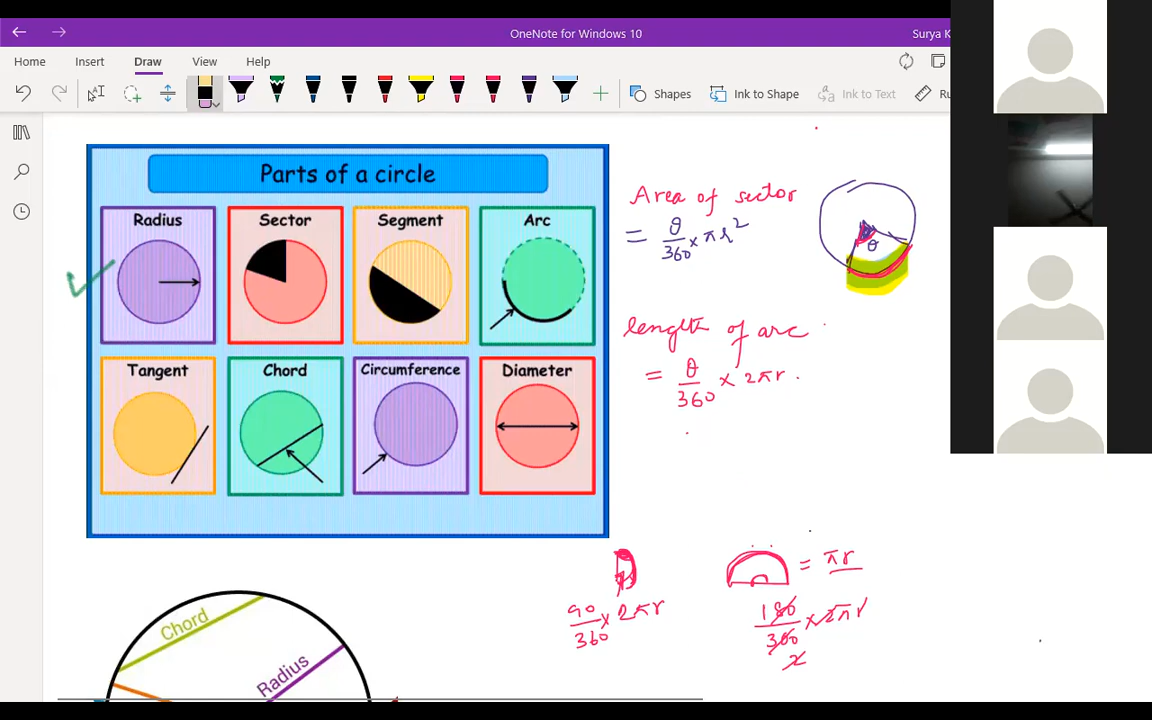 OneNote for Windows 10
Surya K
Home Insert Draw View Help
Shapes Ink to Shape Ink to Text Ru
Parts of a circle
Radius Sector Segment Arc
Tangent Chord Circumference Diameter
Area of sector
= θ/360 × πr²
θ
length of arc
= θ/360 × 2πr.
90/360 × 2πr
= πr
180/360 × 2πr
2
Chord
Radius